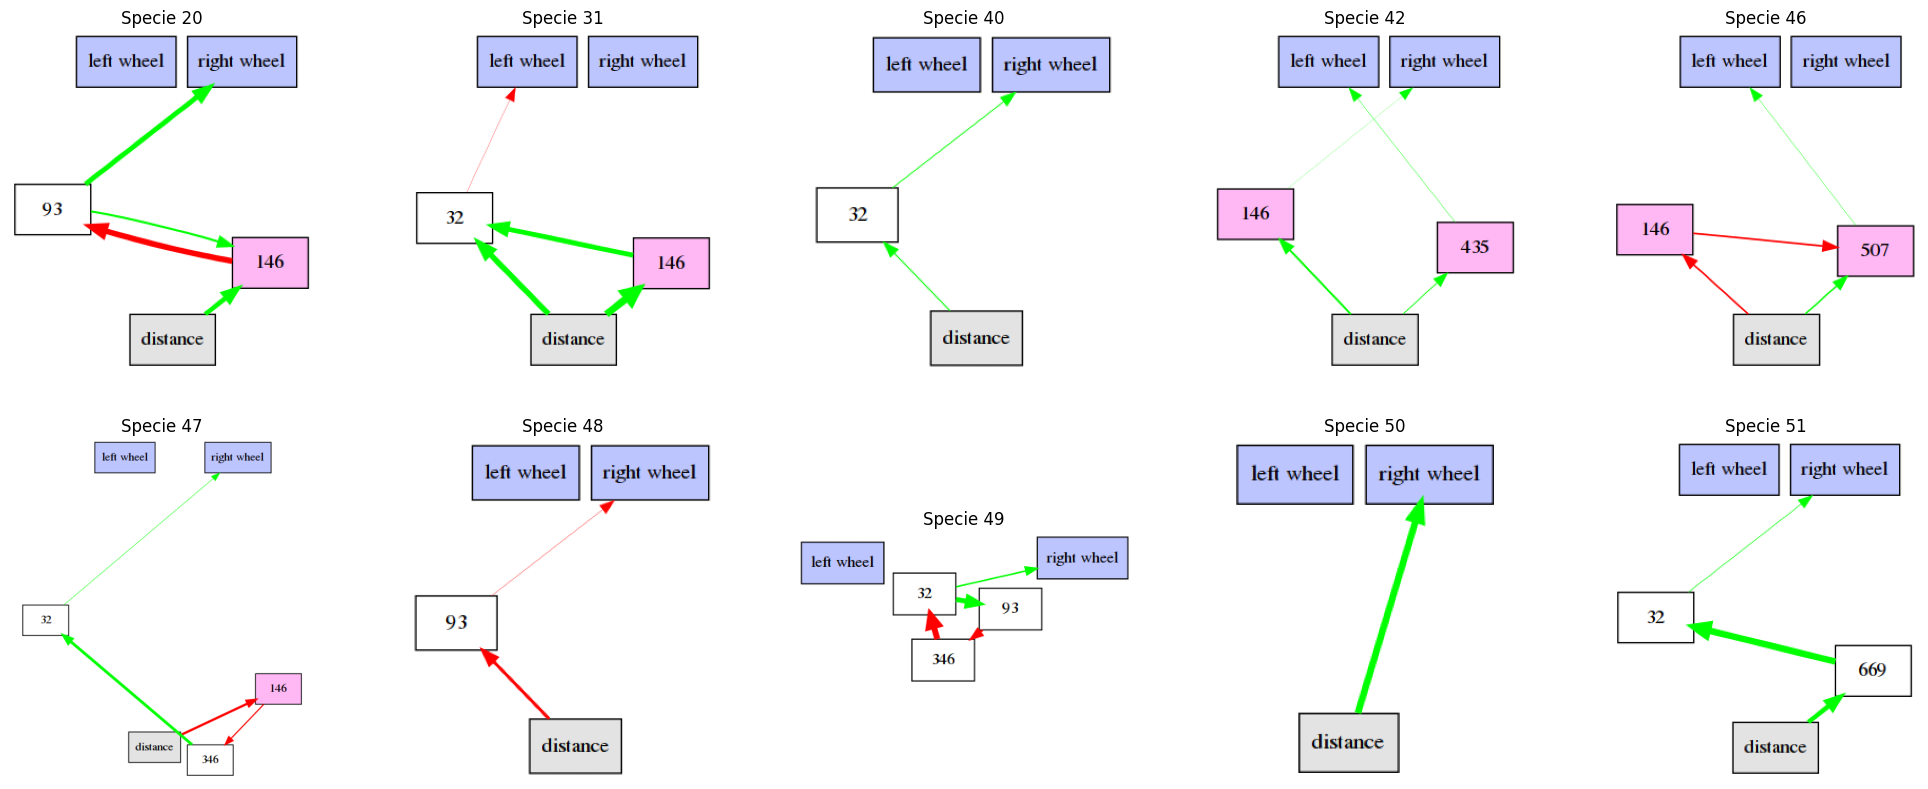 Specie 20
left wheel
right wheel
93
146
distance
Specie 31
left wheel
right wheel
32
146
distance
Specie 40
left wheel
right wheel
32
distance
Specie 42
left wheel
right wheel
146
435
distance
Specie 46
left wheel
right wheel
146
507
distance
Specie 47
left wheel
right wheel
32
146
distance
346
Specie 48
left wheel
right wheel
93
distance
Specie 49
left wheel
right wheel
32
93
346
Specie 50
left wheel
right wheel
distance
Specie 51
left wheel
right wheel
32
669
distance